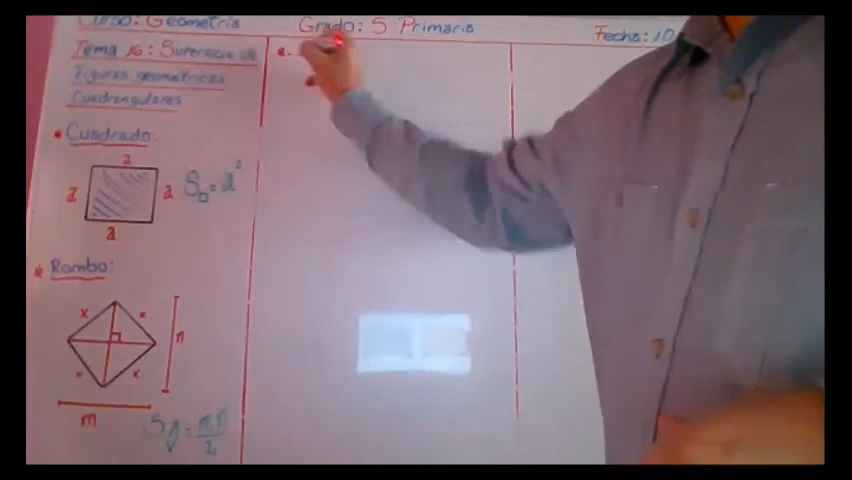 Curso: Geometría
Grado: 5 Primaria
Fecha: 10
Tema 16: Superficie de
Figuras geométricas
Cuadrangulares
* Cuadrado:
a
a
a
a
S□ = a²
* Rombo:
x
x
x
x
n
m
S◊ = m.n/2
*.